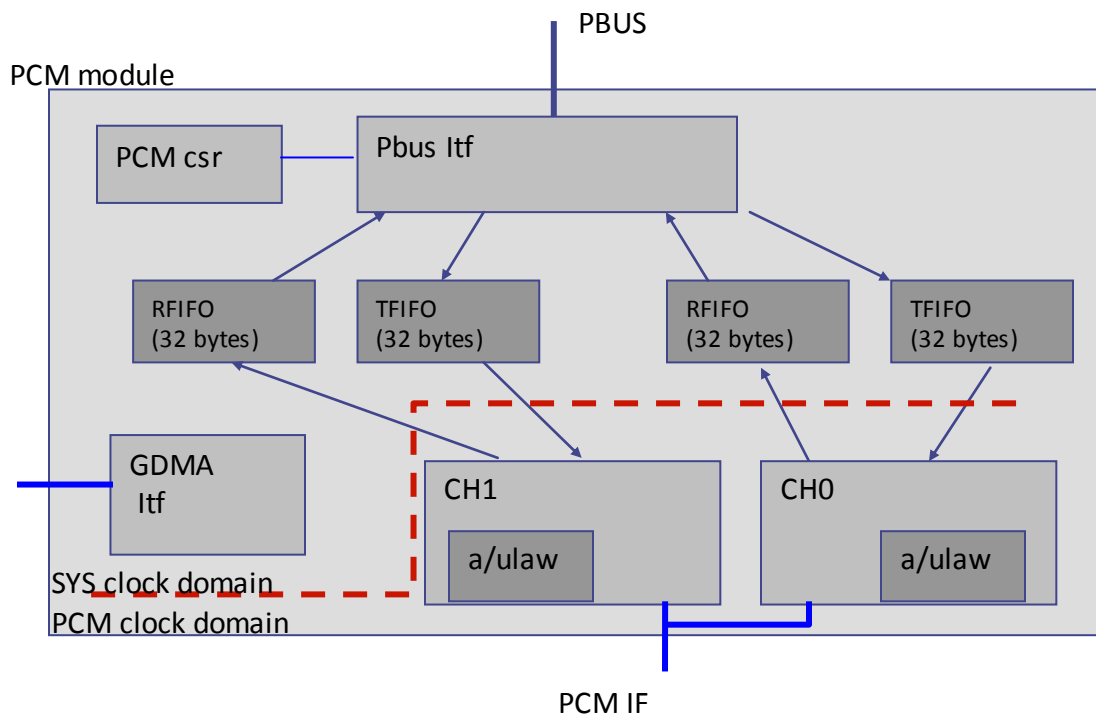 PBUS
PCM module
PCM csr
Pbus Itf
RFIFO
(32 bytes)
TFIFO
(32 bytes)
RFIFO
(32 bytes)
TFIFO
(32 bytes)
GDMA
Itf
CH1
a/ulaw
CH0
a/ulaw
SYS clock domain
PCM clock domain
PCM IF